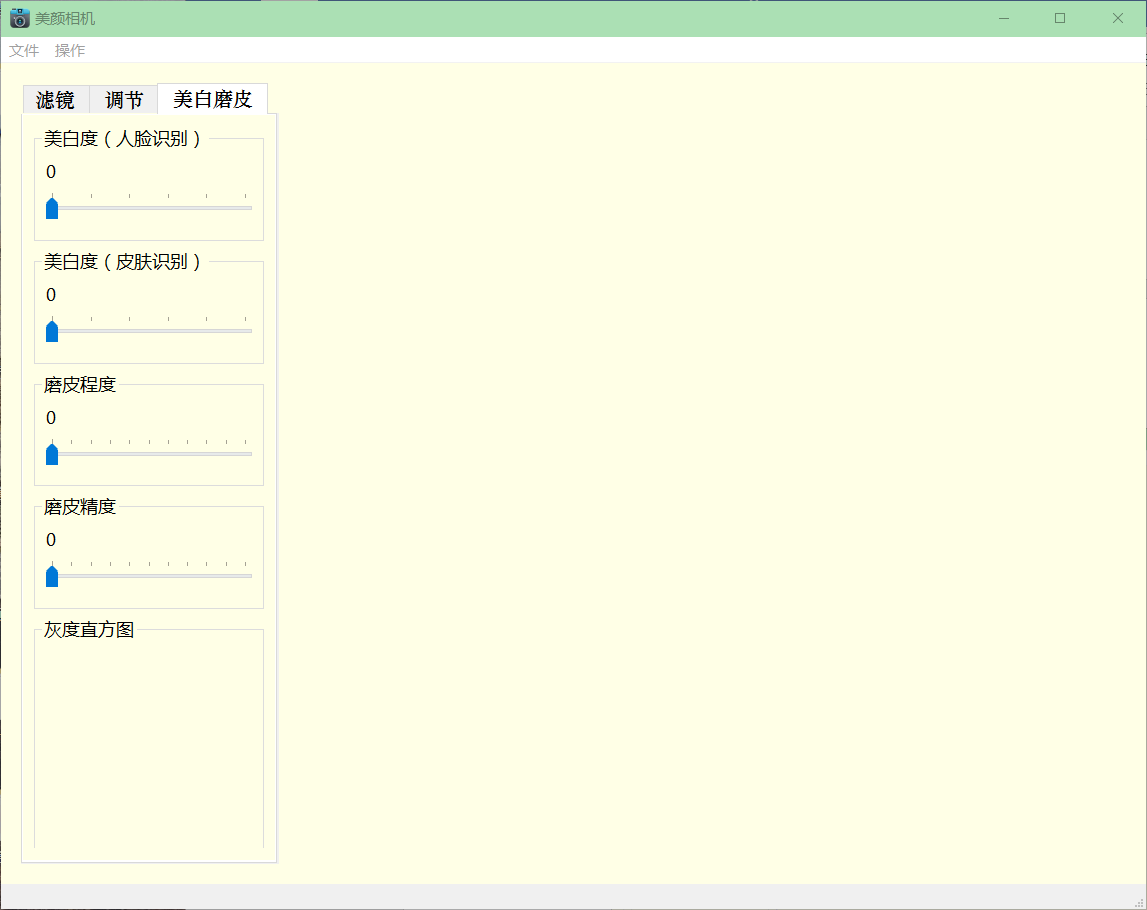 美颜相机
文件 操作
滤镜 调节 美白磨皮
美白度（人脸识别）
0
美白度（皮肤识别）
0
磨皮程度
0
磨皮精度
0
灰度直方图